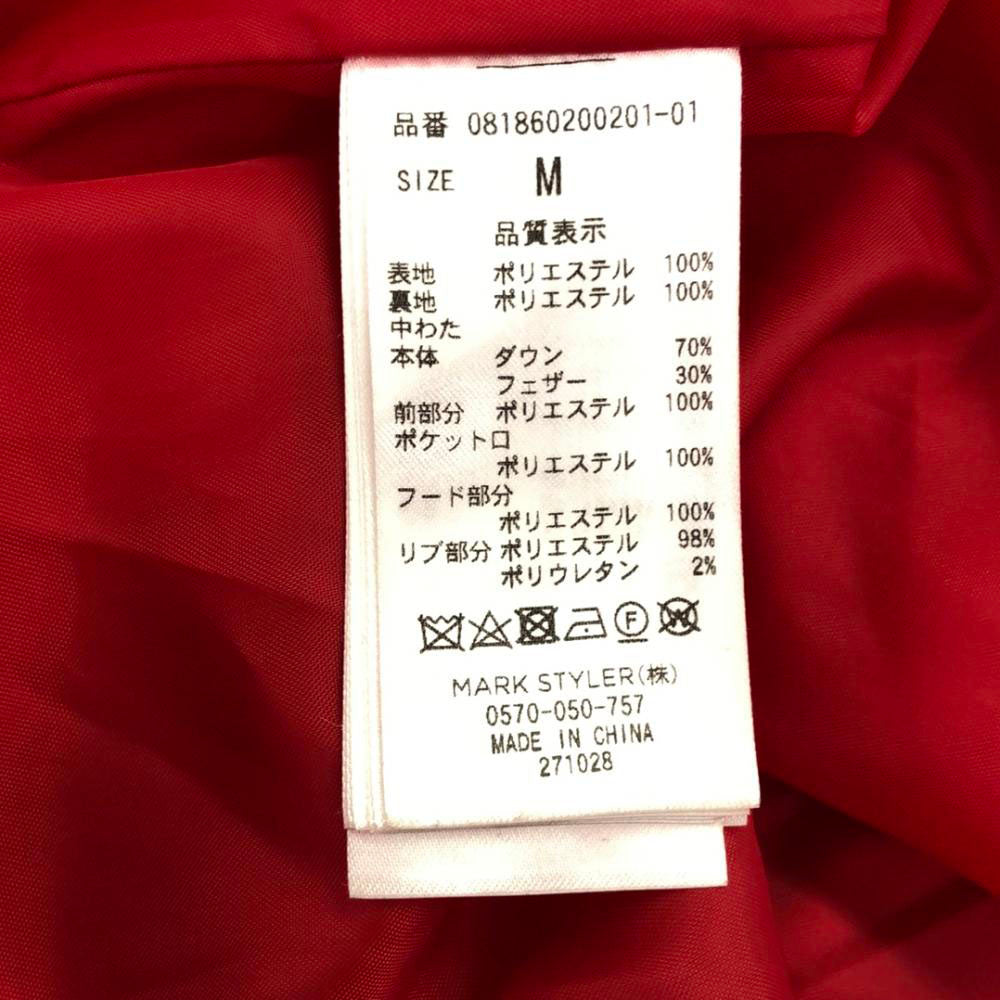 品番 081860200201-01
SIZE M
品質表示
表地 ポリエステル 100%
裏地 ポリエステル 100%
中わた
本体 ダウン 70%
フェザー 30%
前部分 ポリエステル 100%
ポケット口
ポリエステル 100%
フード部分
ポリエステル 100%
リブ部分 ポリエステル 98%
ポリウレタン 2%
F W
MARK STYLER(株)
0570-050-757
MADE IN CHINA
271028